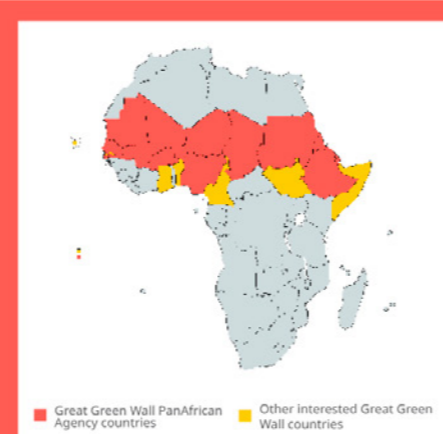 Great Green Wall PanAfrican
Agency countries
Other interested Great Green
Wall countries